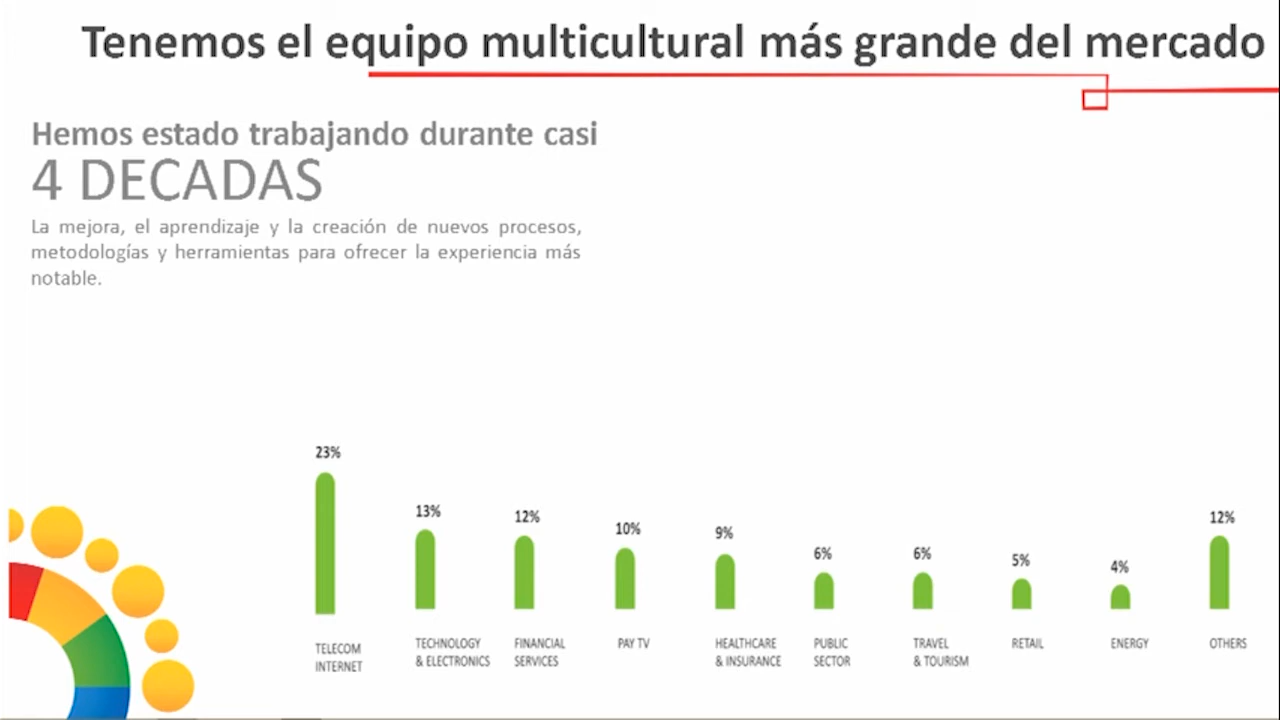 Tenemos el equipo multicultural más grande del mercado
Hemos estado trabajando durante casi
4 DECADAS
La mejora, el aprendizaje y la creación de nuevos procesos,
metodologías y herramientas para ofrecer la experiencia más
notable.
23%
13%
12%
10%
9%
6%
6%
5%
4%
12%
TELECOM
INTERNET
TECHNOLOGY
& ELECTRONICS
FINANCIAL
SERVICES
PAY TV
HEALTHCARE
& INSURANCE
PUBLIC
SECTOR
TRAVEL
& TOURISM
RETAIL
ENERGY
OTHERS